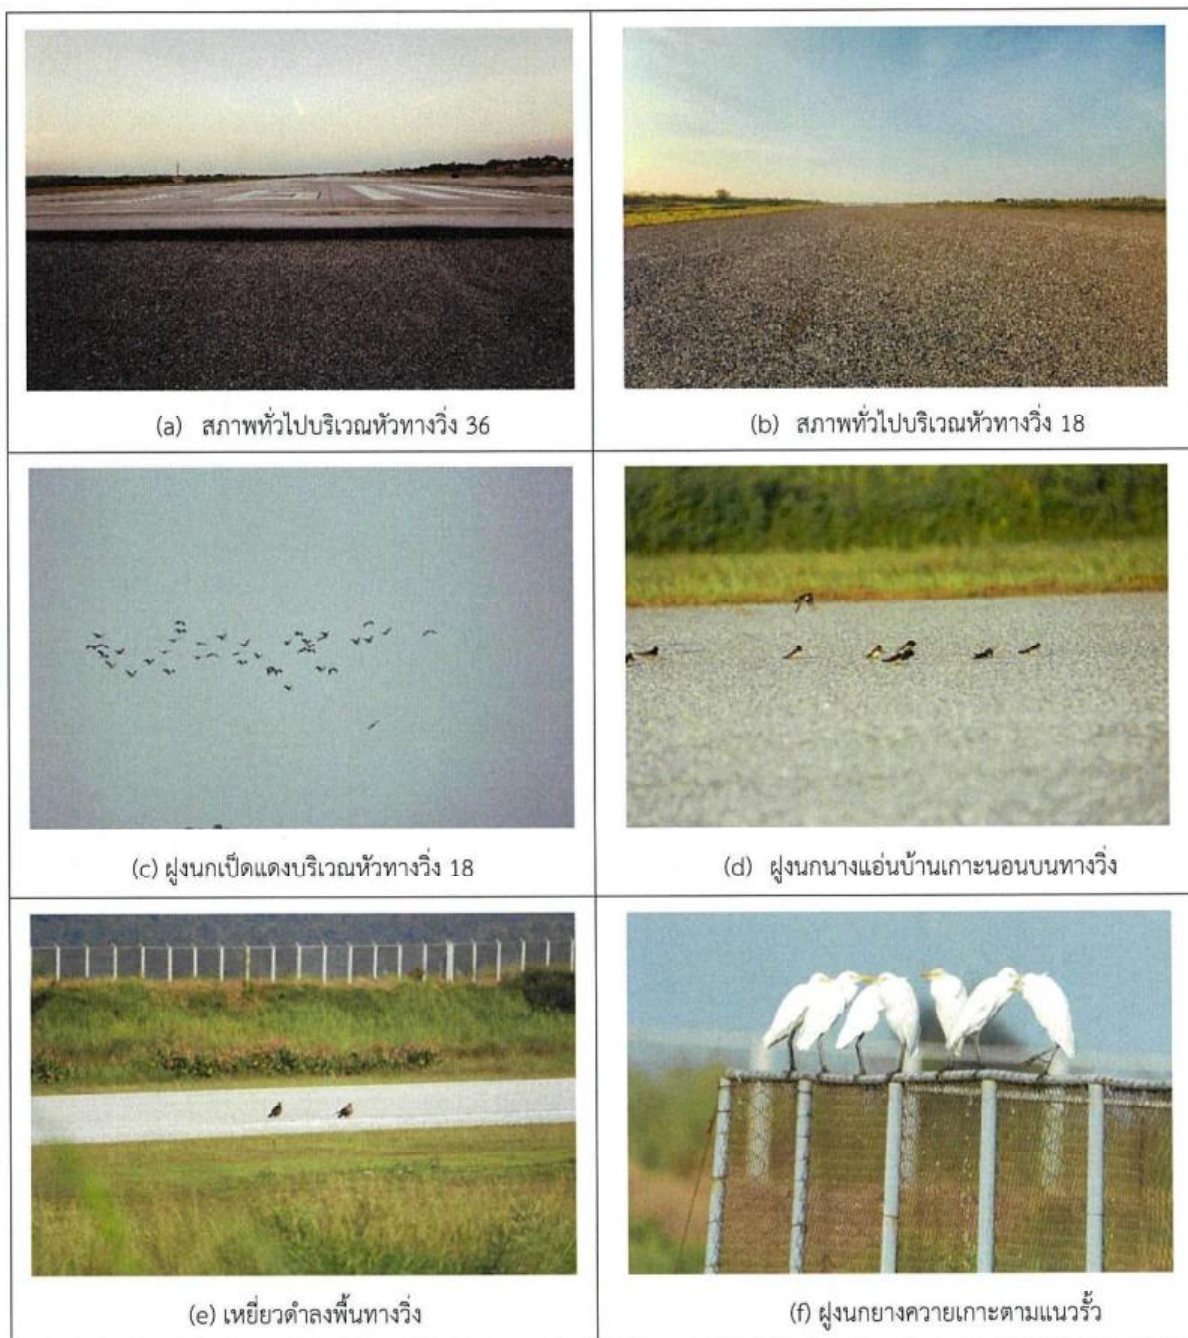 (a) สภาพทั่วไปบริเวณหัวทางวิ่ง 36
(b) สภาพทั่วไปบริเวณหัวทางวิ่ง 18
(c) ฝูงนกเป็ดแดงบริเวณหัวทางวิ่ง 18
(d) ฝูงนกนางแอ่นบ้านเกาะนอนบนทางวิ่ง
(e) เหยี่ยวดำลงพื้นทางวิ่ง
(f) ฝูงนกยางควายเกาะตามแนวรั้ว